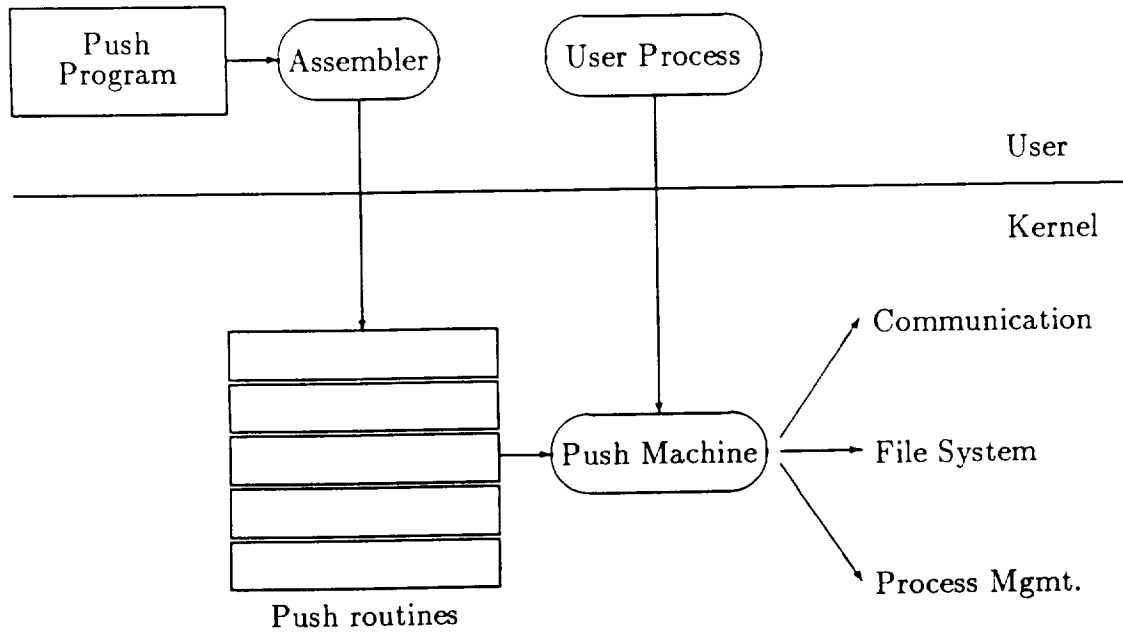 Push
Program
Assembler
User Process
User
Kernel
Communication
Push Machine
File System
Process Mgmt.
Push routines